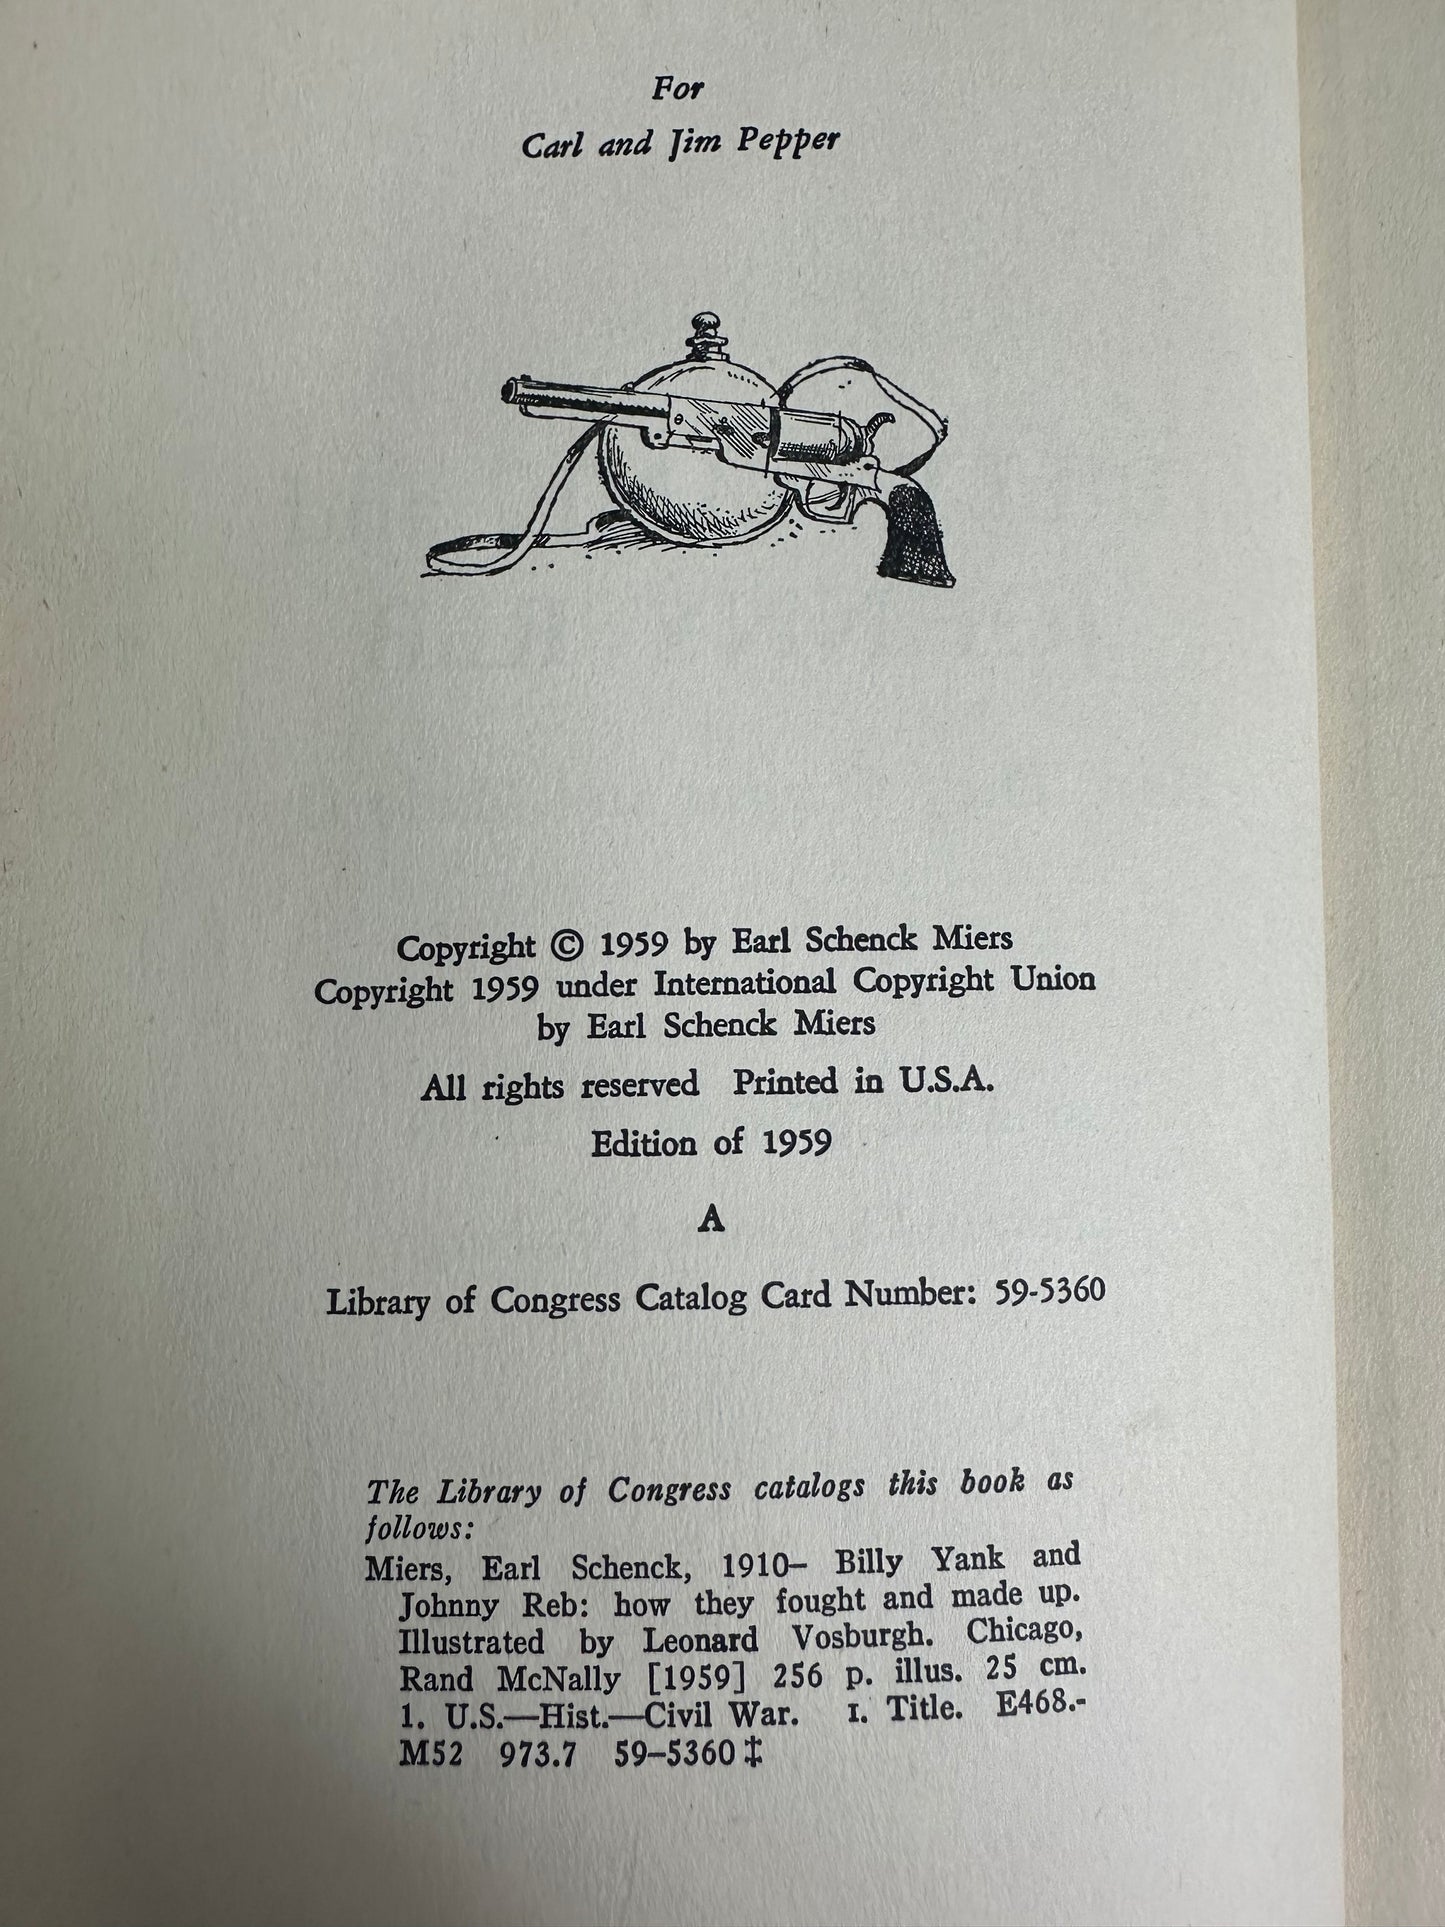 For
Carl and Jim Pepper
Copyright © 1959 by Earl Schenck Miers
Copyright 1959 under International Copyright Union
by Earl Schenck Miers
All rights reserved Printed in U.S.A.
Edition of 1959
A
Library of Congress Catalog Card Number: 59-5360
The Library of Congress catalogs this book as
follows:
Miers, Earl Schenck, 1910– Billy Yank and
Johnny Reb: how they fought and made up.
Illustrated by Leonard Vosburgh. Chicago,
Rand McNally [1959] 256 p. illus. 25 cm.
1. U.S.—Hist.—Civil War. I. Title. E468.-
M52 973.7 59–5360‡